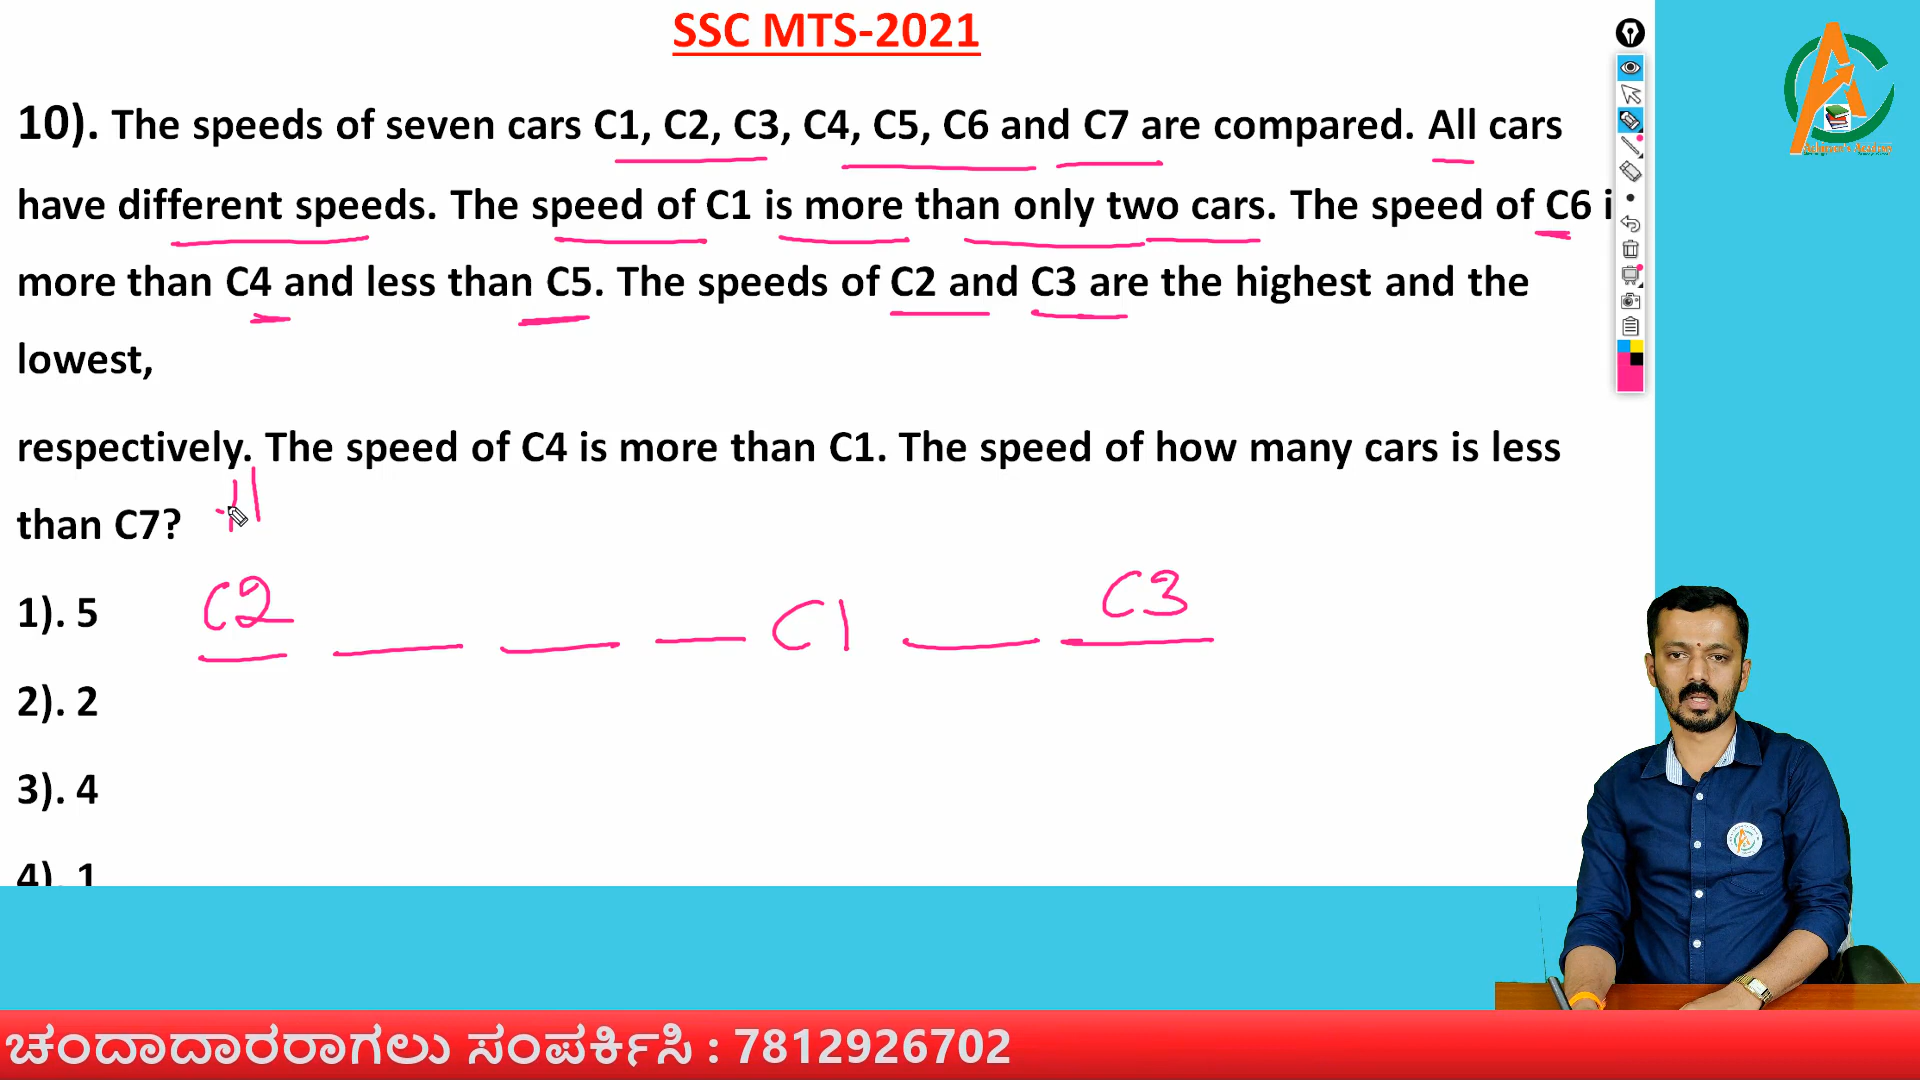 SSC MTS-2021
10). The speeds of seven cars C1, C2, C3, C4, C5, C6 and C7 are compared. All cars
have different speeds. The speed of C1 is more than only two cars. The speed of C6 i
more than C4 and less than C5. The speeds of C2 and C3 are the highest and the
lowest,
respectively. The speed of C4 is more than C1. The speed of how many cars is less
than C7?
C2 C1 C3
1). 5
2). 2
3). 4
4). 1
ಚಂದಾದಾರರಾಗಲು ಸಂಪರ್ಕಿಸಿ : 7812926702